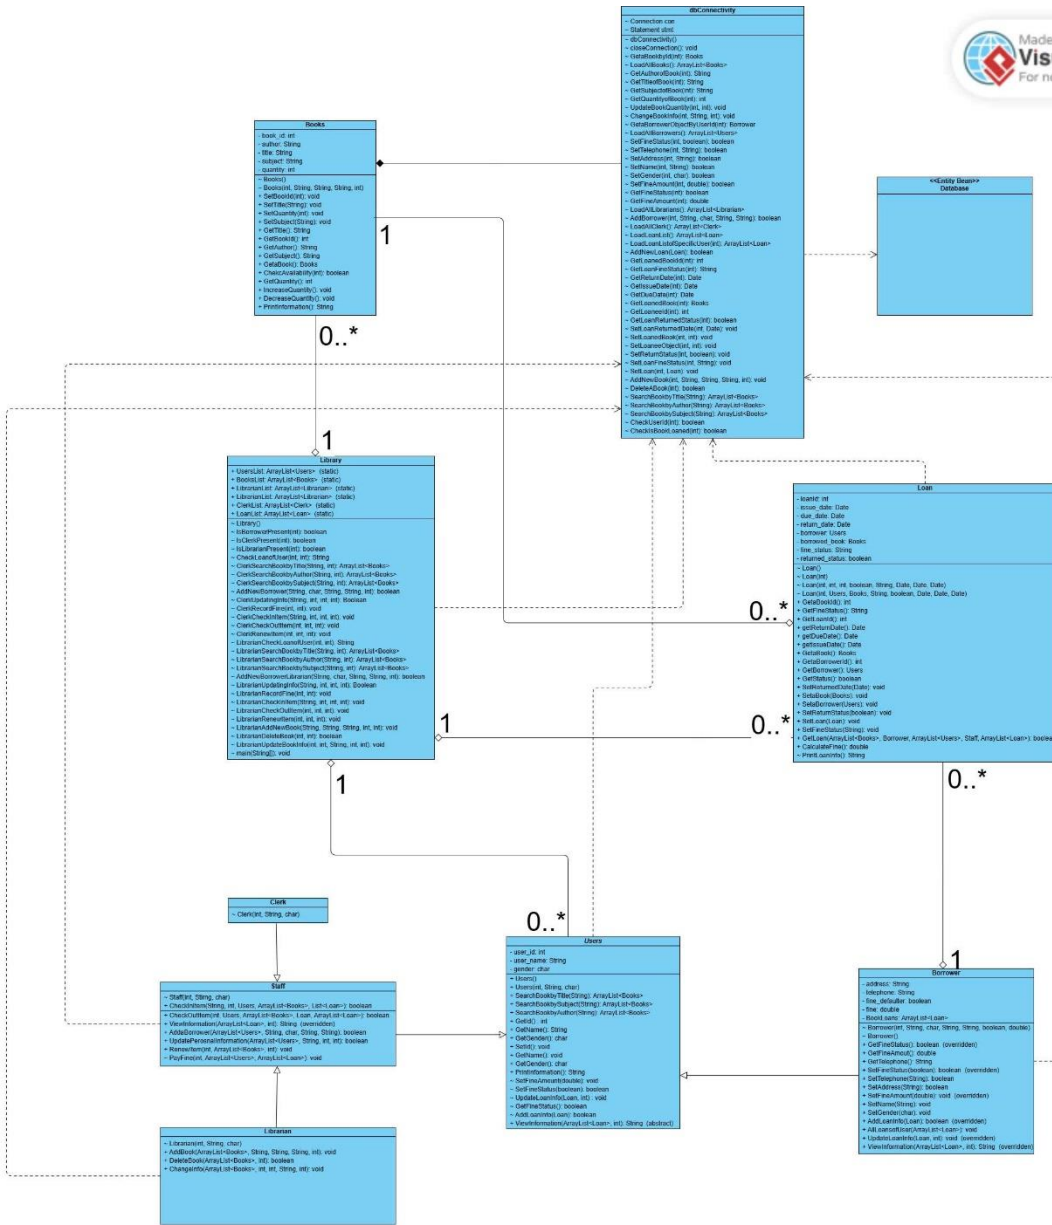 dbConnectivity
~ Connection con
~ Statement stmt
~ dbConnectivity()
~ closeConnection(): void
~ GetaBookbyId(int): Books
~ LoadAllBooks(): ArrayList<Books>
~ GetAuthorofBook(int): String
~ GetTitleofBook(int): String
~ GetSubjectofBook(int): String
~ GetQuantityofBook(int): int
~ UpdateBookQuantity(int, int): void
~ ChangeBookInfo(int, String, int): void
~ GetaBorrowerObjectByUserId(int): Borrower
~ LoadAllBorrowers(): ArrayList<Users>
~ SetFineStatus(int, boolean): boolean
~ SetTelephone(int, String): boolean
~ SetAddress(int, String): boolean
~ SetName(int, String): boolean
~ SetGender(int, char): boolean
~ SetFineAmount(int, double): boolean
~ GetFineStatus(int): boolean
~ GetFineAmount(int): double
~ LoadAllLibrarians(): ArrayList<Librarian>
~ AddBorrower(int, String, char, String, String): boolean
~ LoadAllClerk(): ArrayList<Clerk>
~ LoadLoanList(): ArrayList<Loan>
~ LoadLoanListofSpecificUser(int): ArrayList<Loan>
~ AddNewLoan(Loan): boolean
~ GetLoanedBookId(int): int
~ GetLoanFineStatus(int): String
~ GetReturnDate(int): Date
~ GetIssueDate(int): Date
~ GetDueDate(int): Date
~ GetLoanedBook(int): Books
~ GetLoaneeId(int): int
~ GetLoanReturnedStatus(int): boolean
~ SetLoanReturnedDate(int, Date): void
~ SetLoanedBook(int, int): void
~ SetLoaneeObject(int, int): void
~ SetReturnStatus(int, boolean): void
~ SetLoanFineStatus(int, String): void
~ SetLoan(int, Loan): void
~ AddNewBook(int, String, String, String, int): void
~ DeleteABook(int): boolean
~ SearchBookbyTitle(String): ArrayList<Books>
~ SearchBookbyAuthor(String): ArrayList<Books>
~ SearchBookbySubject(String): ArrayList<Books>
~ CheckUserId(int): boolean
~ CheckIsBookLoaned(int): boolean
Made
Vis
For n
Books
- book_id: int
- author: String
- title: String
- subject: String
- quantity: int
~ Books()
~ Books(int, String, String, String, int)
+ SetBookId(int): void
+ SetTitle(String): void
+ SetQuantity(int): void
+ SetSubject(String): void
+ GetTitle(): String
+ GetBookId(): int
+ GetAuthor(): String
+ GetSubject(): String
+ GetaBook(): Books
+ ChekcAvailability(int): boolean
+ GetQuantity(): int
+ IncreaseQuantity(): void
+ DecreaseQuantity(): void
+ PrintInformation(): String
<<Entity Bean>>
Database
1
0..*
1
Library
+ UsersList: ArrayList<Users> (static)
+ BooksList: ArrayList<Books> (static)
+ LibrarianList: ArrayList<Librarian> (static)
+ LibrarianList: ArrayList<Librarian> (static)
+ ClerkList: ArrayList<Clerk> (static)
+ LoanList: ArrayList<Loan> (static)
~ Library()
~ IsBorrowerPresent(int): boolean
~ IsClerkPresent(int): boolean
~ IsLibrarianPresent(int): boolean
~ CheckLoanofUser(int, int): String
~ ClerkSearchBookbyTitle(String, int): ArrayList<Books>
~ ClerkSearchBookbyAuthor(String, int): ArrayList<Books>
~ ClerkSearchBookbySubject(String, int): ArrayList<Books>
~ AddNewBorrower(String, char, String, String, int): boolean
~ ClerkUpdatingInfo(String, int, int, int): Boolean
~ ClerkRecordFine(int, int): void
~ ClerkCheckInItem(String, int, int, int): void
~ ClerkCheckOutItem(int, int, int): void
~ ClerkRenewItem(int, int, int): void
~ LibrarianCheckLoanofUser(int, int): String
~ LibrarianSearchBookbyTitle(String, int): ArrayList<Books>
~ LibrarianSearchBookbyAuthor(String, int): ArrayList<Books>
~ LibrarianSearchBookbySubject(String, int): ArrayList<Books>
~ AddNewBorrowerLibrarian(String, char, String, String, int): boolean
~ LibrarianUpdatingInfo(String, int, int, int): Boolean
~ LibrarianRecordFine(int, int): void
~ LibrarianCheckInItem(String, int, int, int): void
~ LibrarianCheckOutItem(int, int, int): void
~ LibrarianRenewItem(int, int, int): void
~ LibrarianAddNewBook(String, String, String, int, int): void
~ LibrarianDeleteBook(int, int): boolean
~ LibrarianUpdateBookInfo(int, int, String, int, int): void
~ main(String[]): void
Loan
- loanId: int
- issue_date: Date
- due_date: Date
- return_date: Date
- borrower: Users
- borrowed_book: Books
- fine_status: String
- returned_status: boolean
~ Loan()
~ Loan(int)
~ Loan(int, int, int, boolean, String, Date, Date, Date)
~ Loan(int, Users, Books, String, boolean, Date, Date, Date)
+ GetaBookId(): int
+ GetFineStatus(): String
+ GetLoanId(): int
+ getReturnDate(): Date
+ getDueDate(): Date
+ getIssueDate(): Date
+ GetaBook(): Books
+ GetaBorrowerId(): int
+ GetBorrower(): Users
+ GetStatus(): boolean
+ SetReturnedDate(Date): void
+ SetaBook(Books): void
+ SetaBorrower(Users): void
+ SetReturnStatus(boolean): void
+ SetLoan(Loan): void
+ SetFineStatus(String): void
+ GetLoan(ArrayList<Books>, Borrower, ArrayList<Users>, Staff, ArrayList<Loan>): boolea
+ CalculateFine(): double
~ PrintLoanInfo(): String
0..*
1
0..*
1
0..*
0..*
1
Clerk
~ Clerk(int, String, char)
Staff
~ Staff(int, String, char)
+ CheckInItem(String, int, Users, ArrayList<Books>, List<Loan>): boolean
+ CheckOutItem(int, Users, ArrayList<Books>, Loan, ArrayList<Loan>): boolean
+ ViewInformation(ArrayList<Loan>, int): String (overridden)
+ AddaBorrower(ArrayList<Users>, String, char, String, String): boolean
+ UpdatePersonalInformation(ArrayList<Users>, String, int, int): boolean
+ RenewItem(int, ArrayList<Books>, int): void
~ PayFine(int, ArrayList<Users>, ArrayList<Loan>): void
Librarian
~ Librarian(int, String, char)
+ AddBook(ArrayList<Books>, String, String, String, int): void
+ DeleteBook(ArrayList<Books>, int): boolean
+ ChangeInfo(ArrayList<Books>, int, int, String, int): void
Users
- user_id: int
- user_name: String
- gender: char
+ Users()
+ Users(int, String, char)
+ SearchBookbyTitle(String): ArrayList<Books>
+ SearchBookbySubject(String): ArrayList<Books>
+ SearchBookbyAuthor(String): ArrayList<Books>
+ GetId(): int
+ GetName(): String
+ GetGender(): char
+ SetId(): void
+ GetName(): void
+ GetGender(): char
+ PrintInformation(): String
~ SetFineAmount(double): void
~ SetFineStatus(boolean): boolean
~ UpdateLoanInfo(Loan, int): void
~ GetFineStatus(): boolean
~ AddLoanInfo(Loan): boolean
+ ViewInformation(ArrayList<Loan>, int): String (abstract)
Borrower
- address: String
- telephone: String
- fine_defaulter: boolean
- fine: double
- BookLoans: ArrayList<Loan>
~ Borrower(int, String, char, String, String, boolean, double)
~ Borrower()
+ GetFineStatus(): boolean (overridden)
+ GetFineAmout(): double
+ GetTelephone(): String
+ SetFineStatus(boolean): boolean (overridden)
+ SetTelephone(String): boolean
+ SetAddress(String): boolean
+ SetFineAmount(double): void (overridden)
+ SetName(String): void
+ SetGender(char): void
+ AddLoanInfo(Loan): boolean (overridden)
+ AllLoansofUser(ArrayList<Loan>): void
+ UpdateLoanInfo(Loan, int): void (overridden)
+ ViewInformation(ArrayList<Loan>, int): String (overridden)